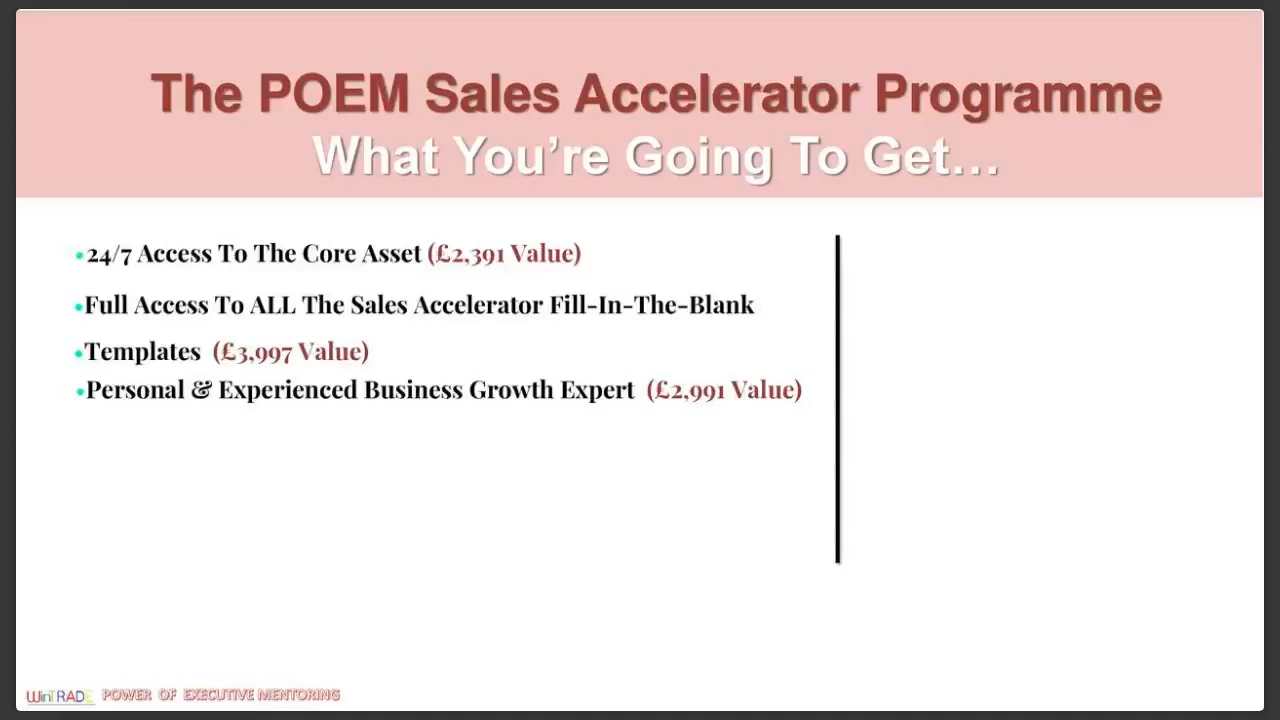 The POEM Sales Accelerator Programme
What You’re Going To Get…
•24/7 Access To The Core Asset (£2,391 Value)
•Full Access To ALL The Sales Accelerator Fill-In-The-Blank
•Templates (£3,997 Value)
•Personal & Experienced Business Growth Expert (£2,991 Value)
WinTRADE POWER OF EXECUTIVE MENTORING